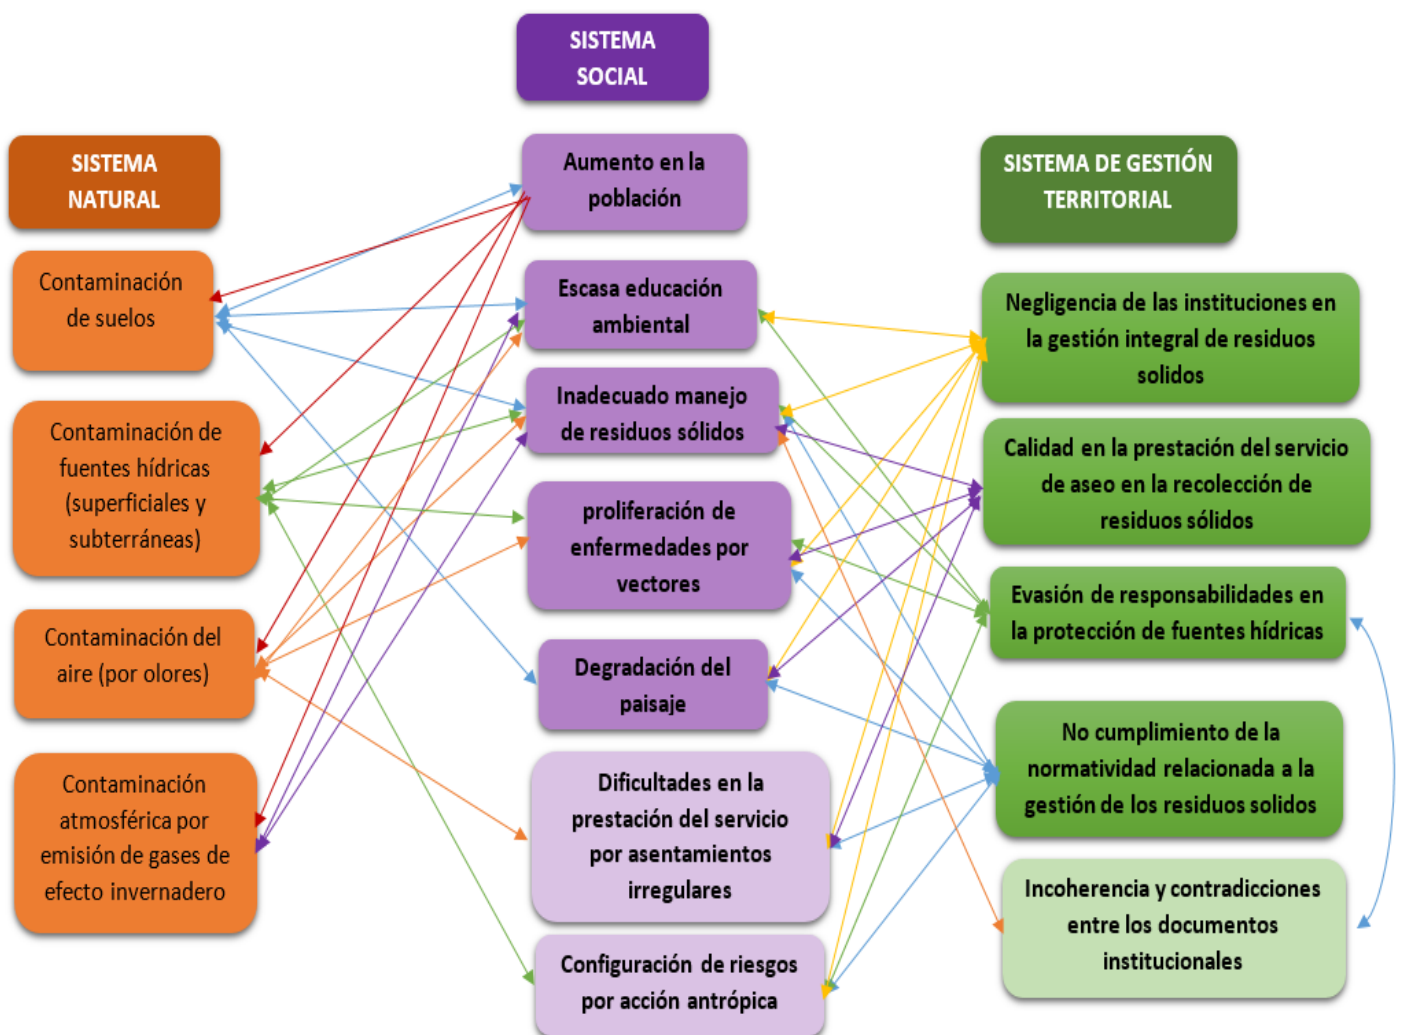 SISTEMA
SOCIAL
SISTEMA
NATURAL
Contaminación
de suelos
Contaminación de
fuentes hídricas
(superficiales y
subterráneas)
Contaminación del
aire (por olores)
Contaminación
atmosférica por
emisión de gases de
efecto invernadero
Aumento en la
población
Escasa educación
ambiental
Inadecuado manejo
de residuos sólidos
proliferación de
enfermedades por
vectores
Degradación del
paisaje
Dificultades en la
prestación del servicio
por asentamientos
irregulares
Configuración de riesgos
por acción antrópica
SISTEMA DE GESTIÓN
TERRITORIAL
Negligencia de las instituciones en
la gestión integral de residuos
solidos
Calidad en la prestación del servicio
de aseo en la recolección de
residuos sólidos
Evasión de responsabilidades en
la protección de fuentes hídricas
No cumplimiento de la
normatividad relacionada a la
gestión de los residuos solidos
Incoherencia y contradicciones
entre los documentos
institucionales